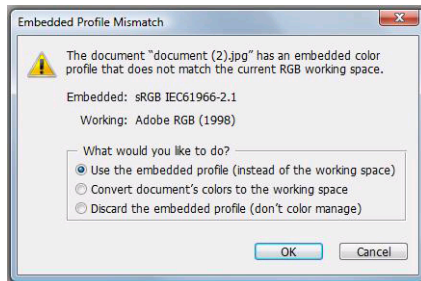 Embedded Profile Mismatch
The document "document (2).jpg" has an embedded color
profile that does not match the current RGB working space.
Embedded: sRGB IEC61966-2.1
Working: Adobe RGB (1998)
What would you like to do?
Use the embedded profile (instead of the working space)
Convert document's colors to the working space
Discard the embedded profile (don't color manage)
OK Cancel